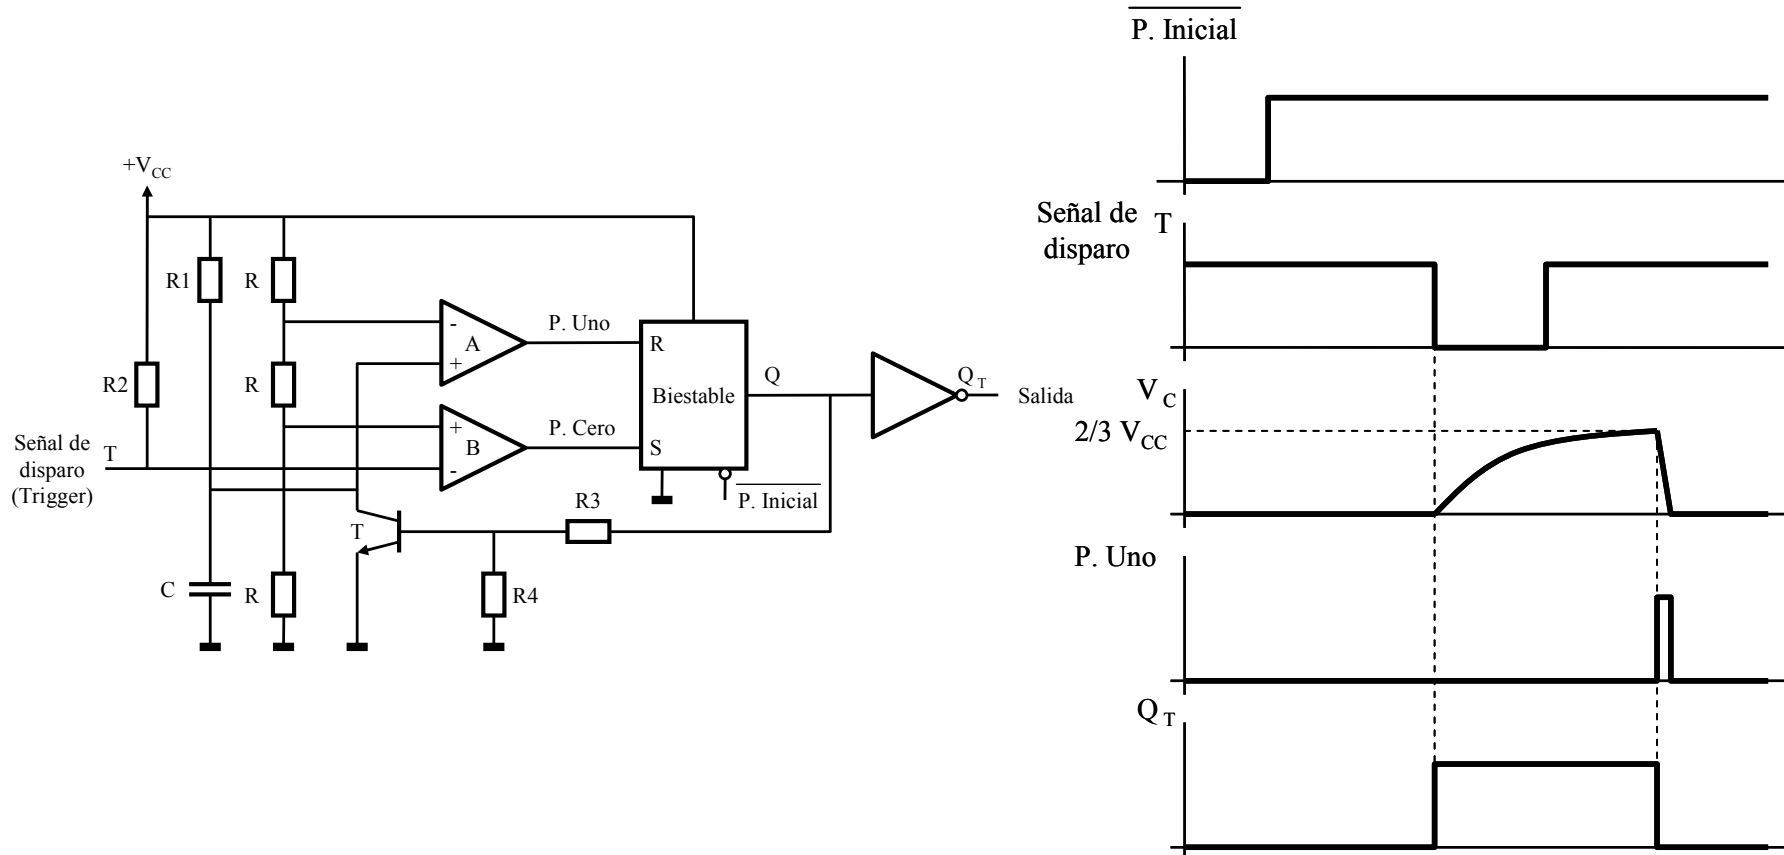 +VCC
R1
R
R2
R
R
C
Señal de
disparo
(Trigger)
T
-
A
+
+
B
-
P. Uno
P. Cero
R
Biestable
S
P. Inicial
Q
QT
Salida
T
R3
R4
P. Inicial
Señal de
disparo
T
VC
2/3 VCC
P. Uno
QT